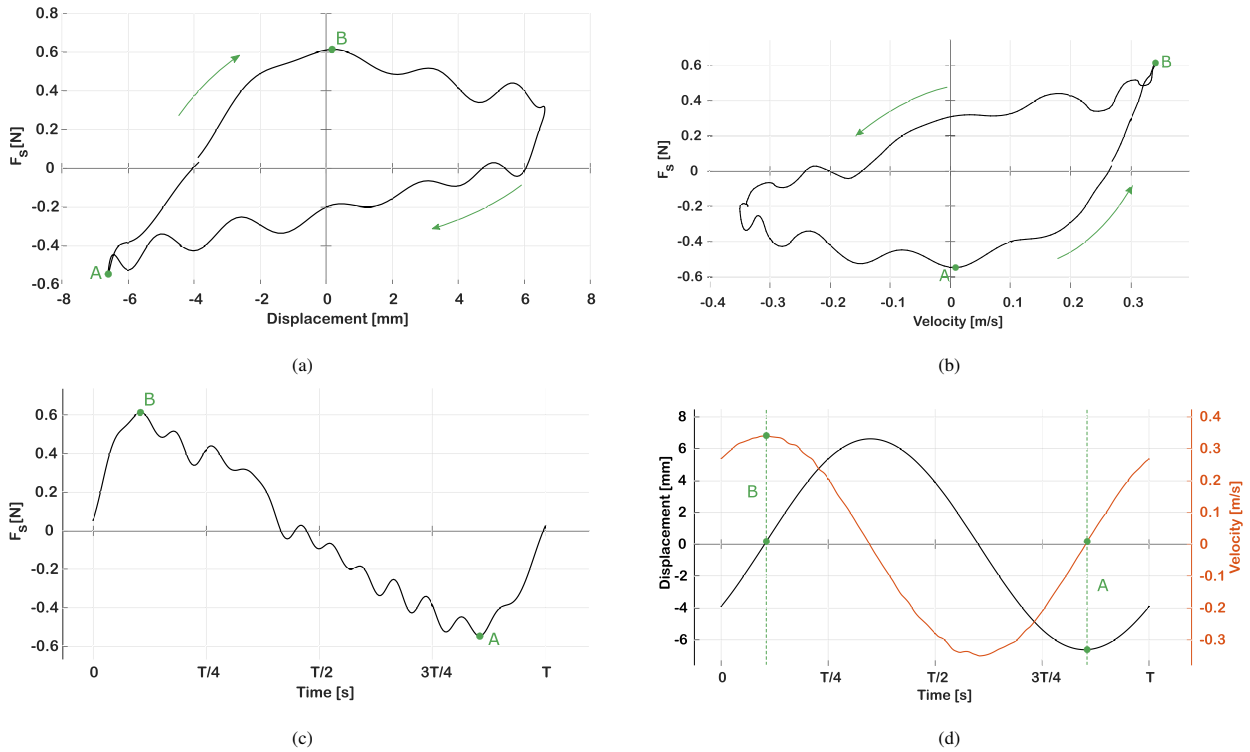 0.8
0.6
0.4
0.2
0
-0.2
-0.4
-0.6
-8 -6 -4 -2 0 2 4 6 8
F_S [N]
Displacement [mm]
A
B
(a)
0.6
0.4
0.2
0
-0.2
-0.4
-0.6
-0.4 -0.3 -0.2 -0.1 0 0.1 0.2 0.3
F_S [N]
Velocity [m/s]
A
B
(b)
0.6
0.4
0.2
0
-0.2
-0.4
-0.6
0 T/4 T/2 3T/4 T
F_S [N]
Time [s]
B
A
(c)
8
6
4
2
0
-2
-4
-6
Displacement [mm]
0.4
0.3
0.2
0.1
0
-0.1
-0.2
-0.3
Velocity [m/s]
0 T/4 T/2 3T/4 T
Time [s]
B
A
(d)